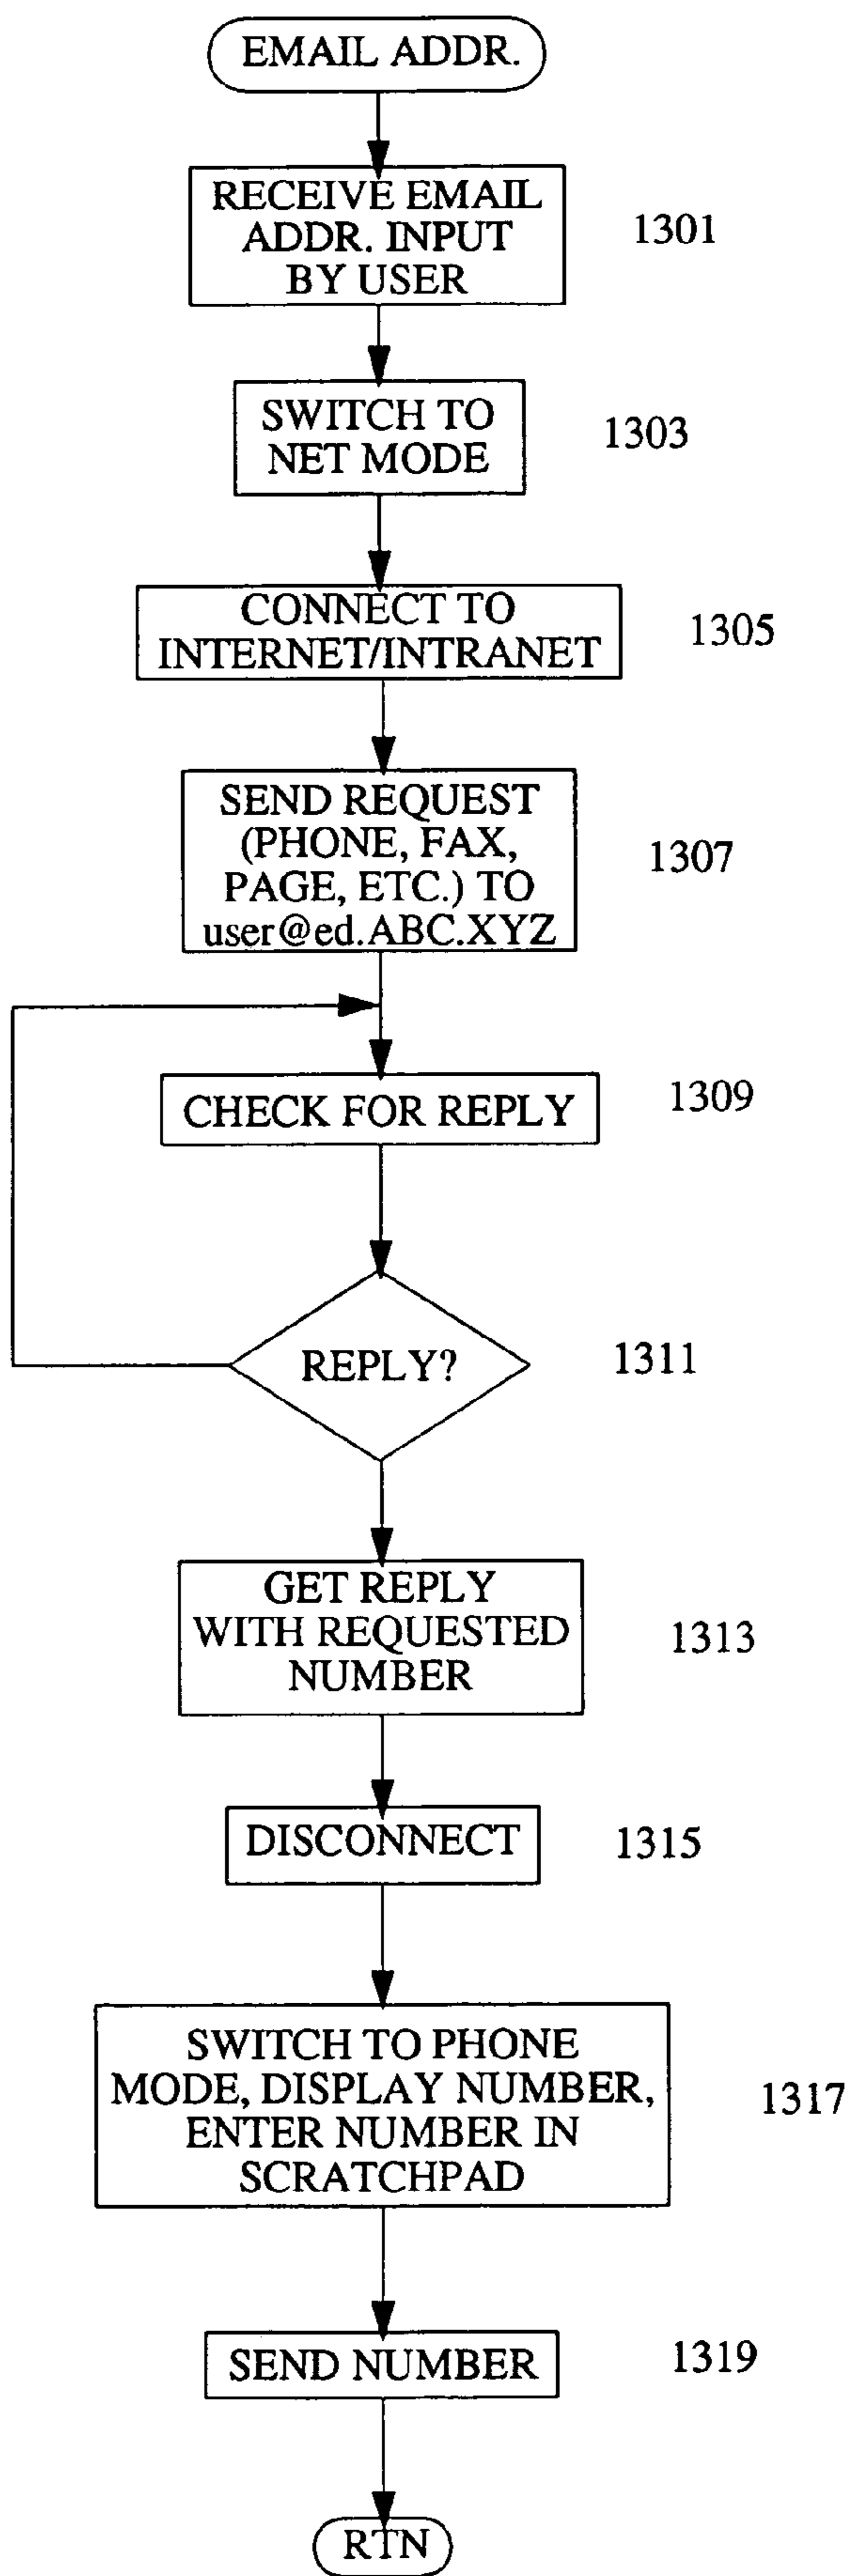 EMAIL ADDR.
RECEIVE EMAIL
ADDR. INPUT
BY USER
1301
SWITCH TO
NET MODE
1303
CONNECT TO
INTERNET/INTRANET
1305
SEND REQUEST
(PHONE, FAX,
PAGE, ETC.) TO
user@ed.ABC.XYZ
1307
CHECK FOR REPLY
1309
REPLY?
1311
GET REPLY
WITH REQUESTED
NUMBER
1313
DISCONNECT
1315
SWITCH TO PHONE
MODE, DISPLAY NUMBER,
ENTER NUMBER IN
SCRATCHPAD
1317
SEND NUMBER
1319
RTN